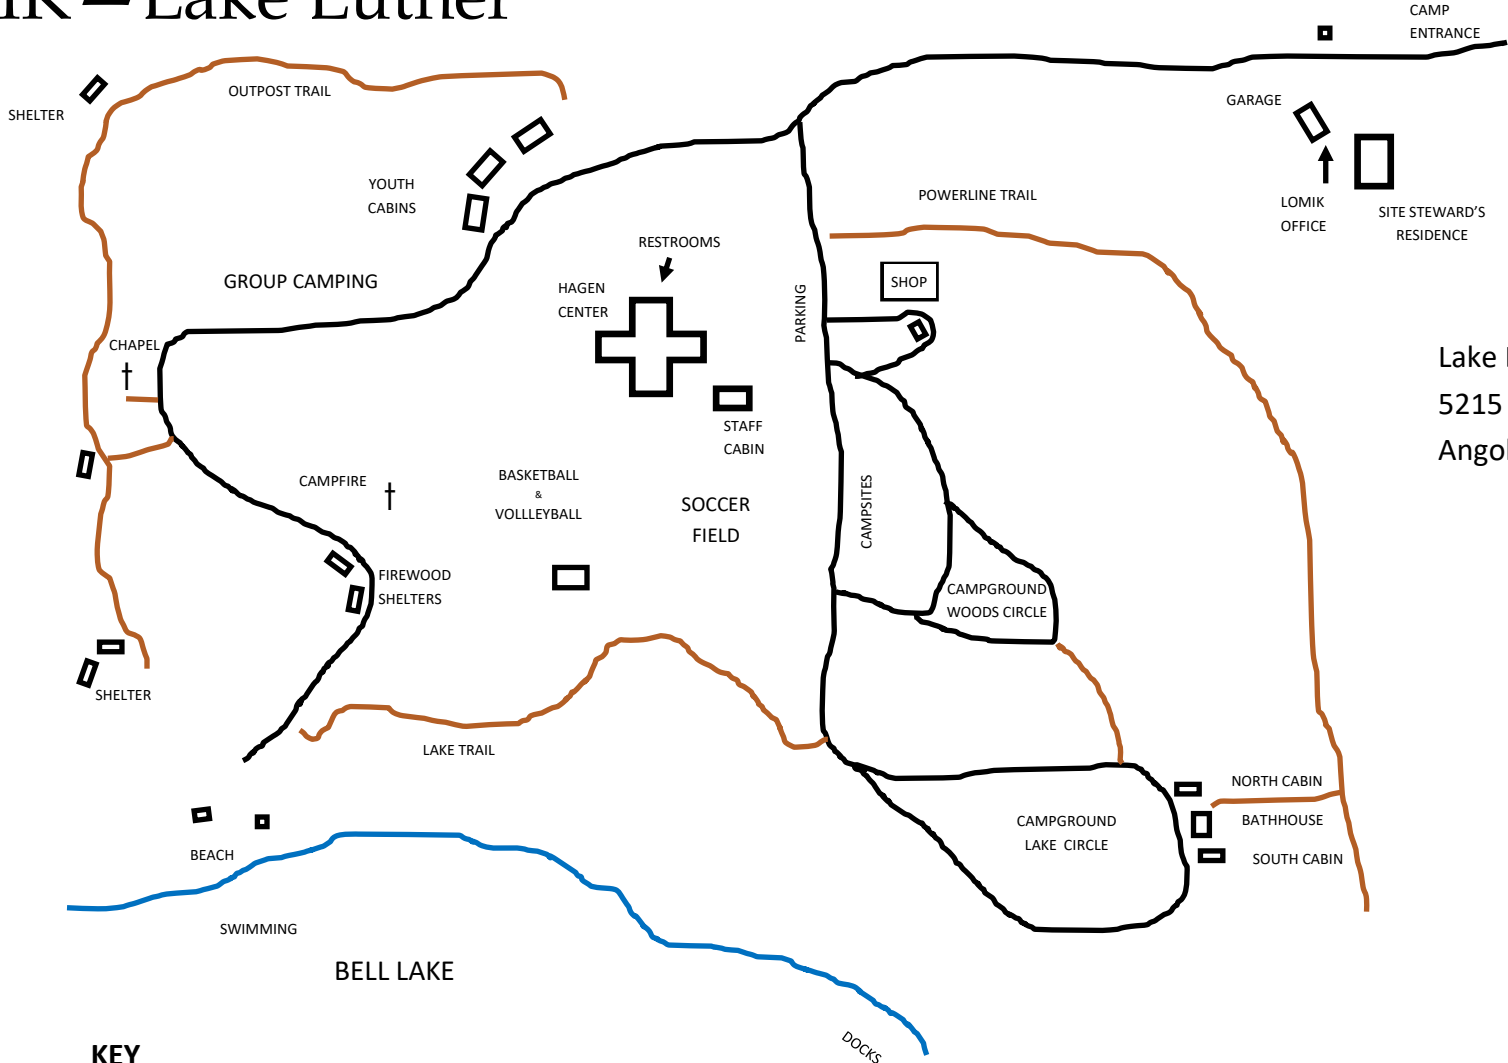 Lake Luther
CAMP
ENTRANCE
OUTPOST TRAIL
SHELTER
GARAGE
YOUTH
CABINS
POWERLINE TRAIL
LOMIK
OFFICE
SITE STEWARD'S
RESIDENCE
RESTROOMS
GROUP CAMPING
HAGEN
CENTER
SHOP
PARKING
CHAPEL
Lake
5215
STAFF
CABIN
CAMPFIRE
BASKETBALL
&
VOLLLEYBALL
SOCCER
FIELD
CAMPSITES
FIREWOOD
SHELTERS
CAMPGROUND
WOODS CIRCLE
SHELTER
LAKE TRAIL
NORTH CABIN
CAMPGROUND
LAKE CIRCLE
BATHHOUSE
BEACH
SOUTH CABIN
SWIMMING
BELL LAKE
DOCKS
KEY